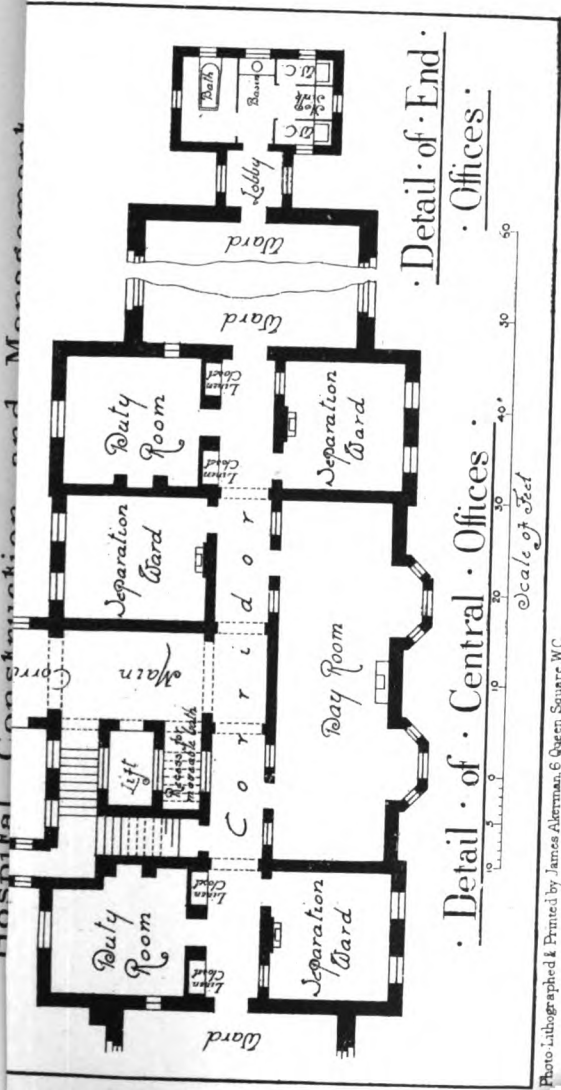 Hospital Construction and Management
Bath
Basin
W.C.
Slop
Sink
W.C.
Lobby
Ward
Ward
Duty
Room
Linen
Closet
Linen
Closet
Separation
Ward
Separation
Ward
Main
Corri
Lift
Recess for
moveable bath
Corridor
Day Room
Duty
Room
Linen
Closet
Linen
Closet
Separation
Ward
Ward
· Detail · of · End ·
· Offices ·
· Detail · of · Central · Offices ·
10 5 0 10 20 30 40 50 60
Scale of Feet
Photo-Lithographed & Printed by James Akerman, 6 Queen Square W.C.